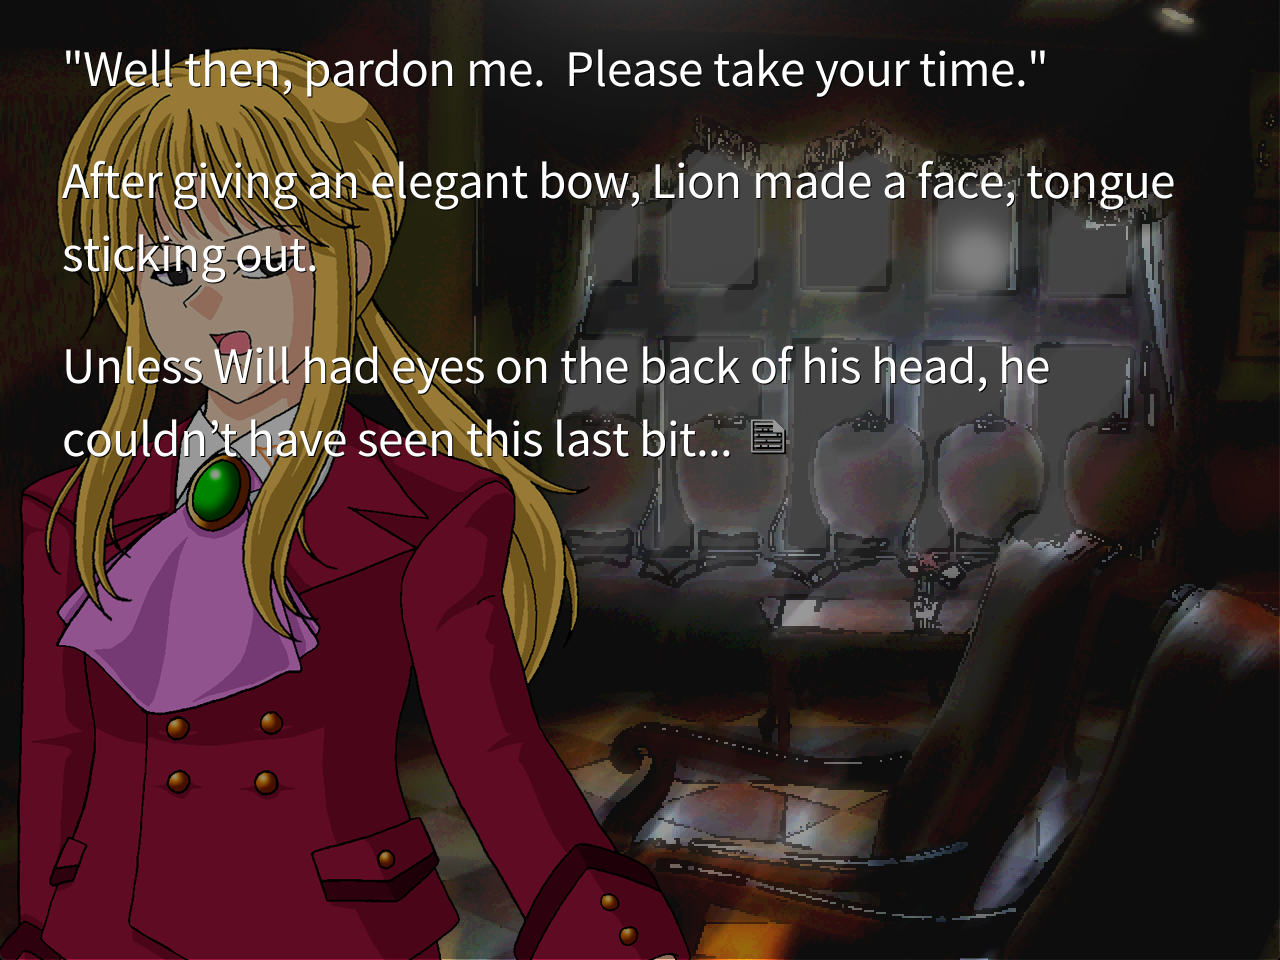 "Well then, pardon me.  Please take your time."
After giving an elegant bow, Lion made a face, tongue
sticking out.
Unless Will had eyes on the back of his head, he
couldn’t have seen this last bit...